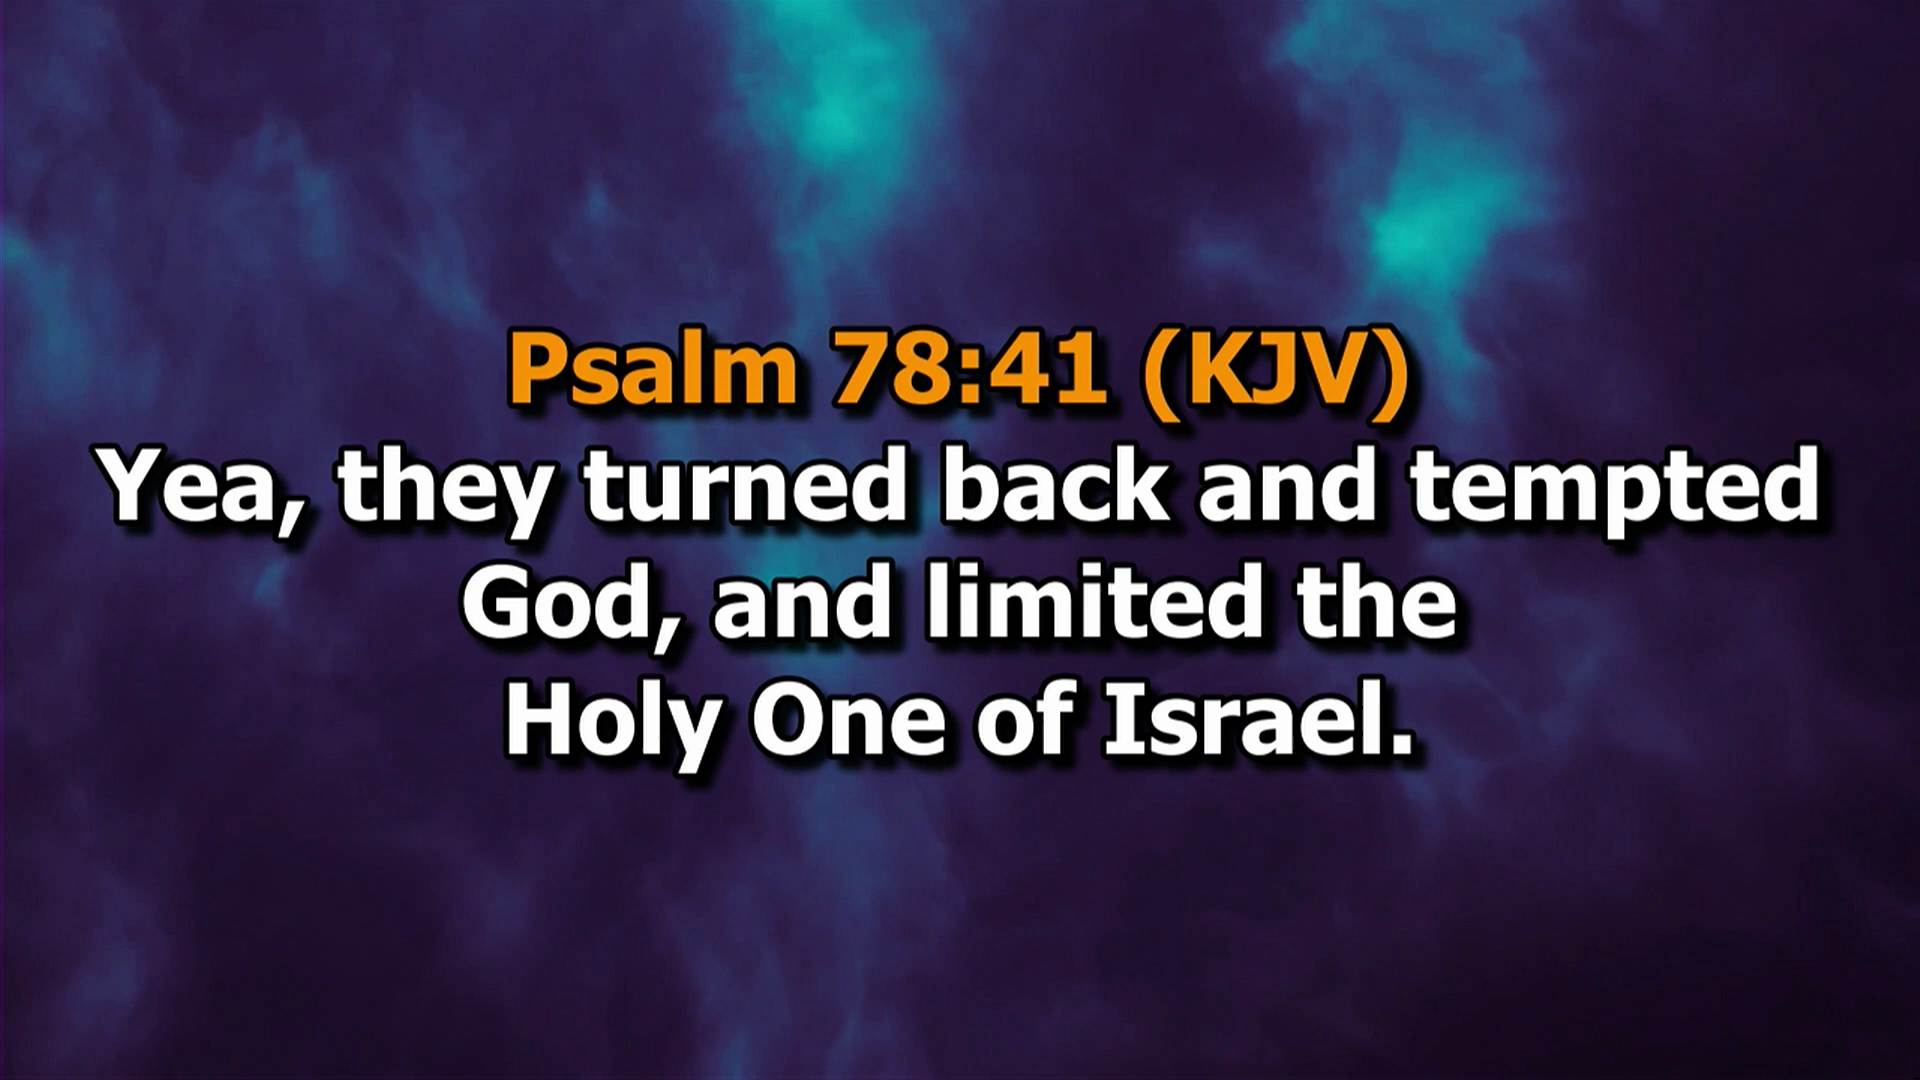 Psalm 78:41 (KJV)
Yea, they turned back and tempted
God, and limited the
Holy One of Israel.